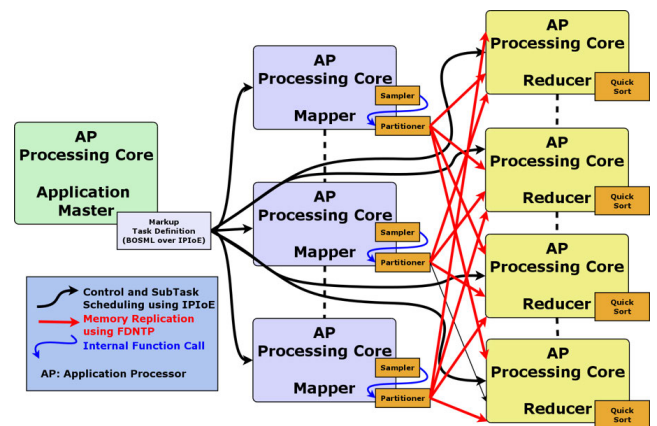 AP
Processing Core
Application
Master
Markup
Task Definition
(BOSML over IPIoE)
Control and SubTask
Scheduling using IPIoE
Memory Replication
using FDNTP
Internal Function Call
AP: Application Processor
AP
Processing Core
Mapper
Sampler
Partitioner
AP
Processing Core
Mapper
Sampler
Partitioner
AP
Processing Core
Mapper
Sampler
Partitioner
AP
Processing Core
Reducer
Quick
Sort
AP
Processing Core
Reducer
Quick
Sort
AP
Processing Core
Reducer
Quick
Sort
AP
Processing Core
Reducer
Quick
Sort